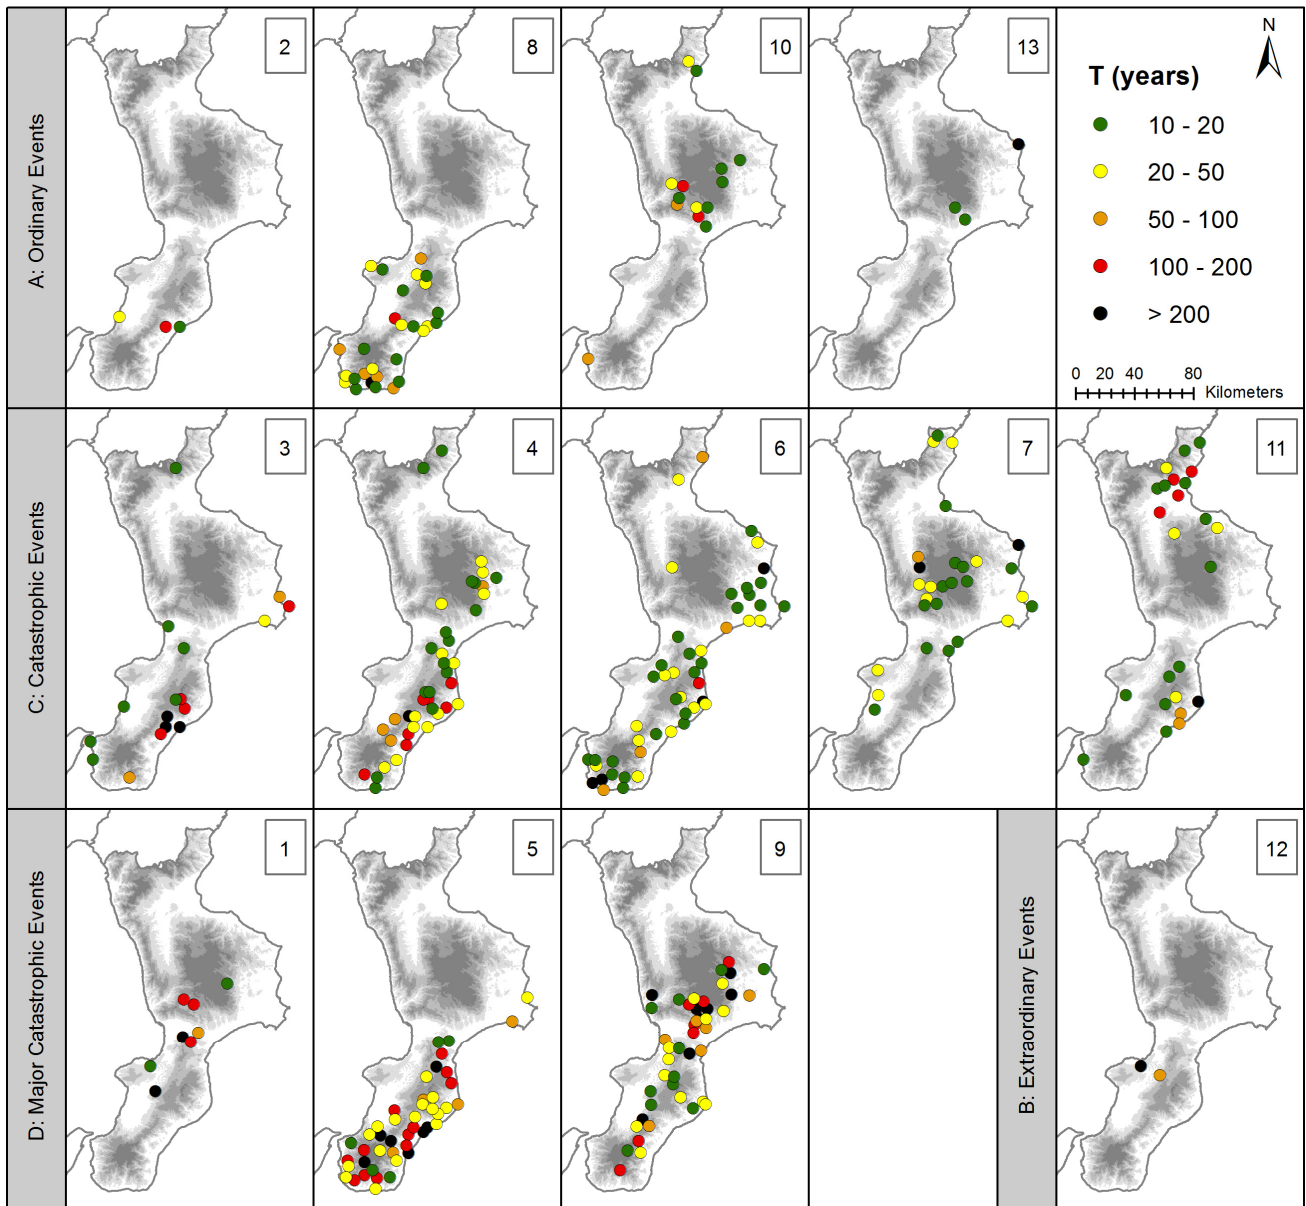 A: Ordinary Events
2
8
10
13
N
T (years)
10 - 20
20 - 50
50 - 100
100 - 200
> 200
0 20 40 80 Kilometers
C: Catastrophic Events
3
4
6
7
11
D: Major Catastrophic Events
1
5
9
B: Extraordinary Events
12